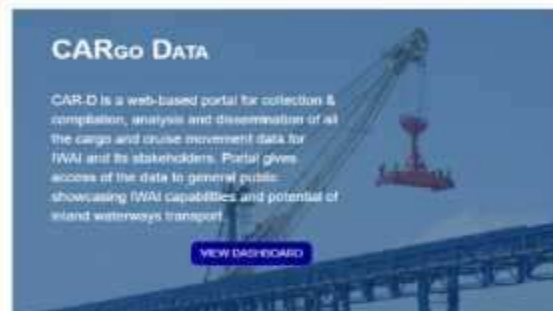 CARGO DATA
CAR-D is a web-based portal for collection &
compilation, analysis and dissemination of all
the cargo and cruise movement data for
IWAI and its stakeholders. Portal gives
access of the data to general public
showcasing IWAI capabilities and potential of
inland waterways transport
VIEW DASHBOARD